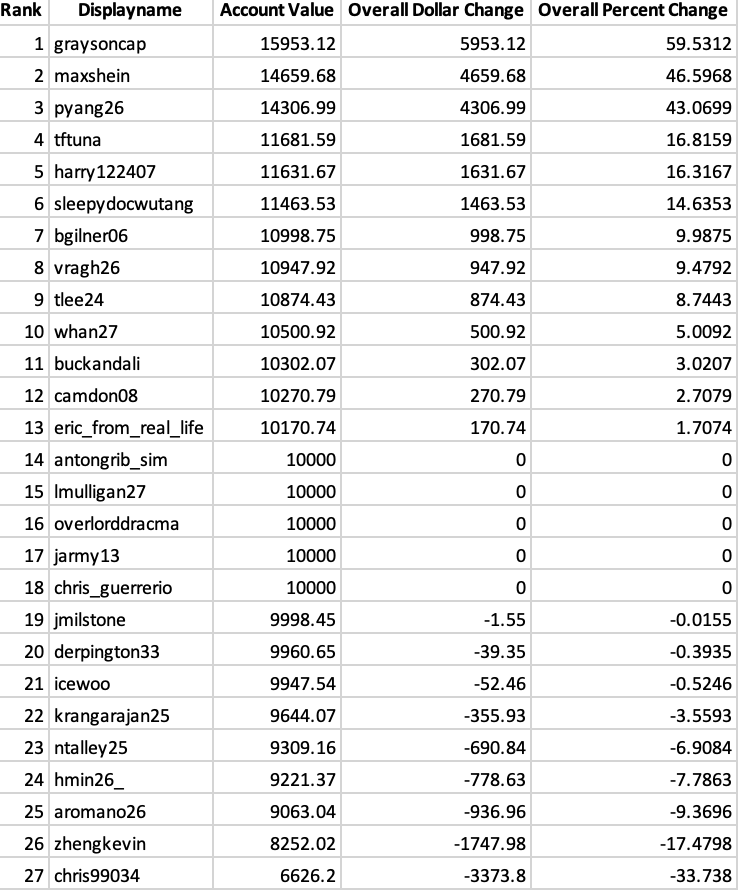 Rank Displayname Account Value Overall Dollar Change Overall Percent Change
1 graysoncap 15953.12 5953.12 59.5312
2 maxshein 14659.68 4659.68 46.5968
3 pyang26 14306.99 4306.99 43.0699
4 tftuna 11681.59 1681.59 16.8159
5 harry122407 11631.67 1631.67 16.3167
6 sleepydocwutang 11463.53 1463.53 14.6353
7 bgilner06 10998.75 998.75 9.9875
8 vragh26 10947.92 947.92 9.4792
9 tlee24 10874.43 874.43 8.7443
10 whan27 10500.92 500.92 5.0092
11 buckandali 10302.07 302.07 3.0207
12 camdon08 10270.79 270.79 2.7079
13 eric_from_real_life 10170.74 170.74 1.7074
14 antongrib_sim 10000 0 0
15 lmulligan27 10000 0 0
16 overlorddracma 10000 0 0
17 jarmy13 10000 0 0
18 chris_guerrerio 10000 0 0
19 jmilstone 9998.45 -1.55 -0.0155
20 derpington33 9960.65 -39.35 -0.3935
21 icewoo 9947.54 -52.46 -0.5246
22 krangarajan25 9644.07 -355.93 -3.5593
23 ntalley25 9309.16 -690.84 -6.9084
24 hmin26_ 9221.37 -778.63 -7.7863
25 aromano26 9063.04 -936.96 -9.3696
26 zhengkevin 8252.02 -1747.98 -17.4798
27 chris99034 6626.2 -3373.8 -33.738